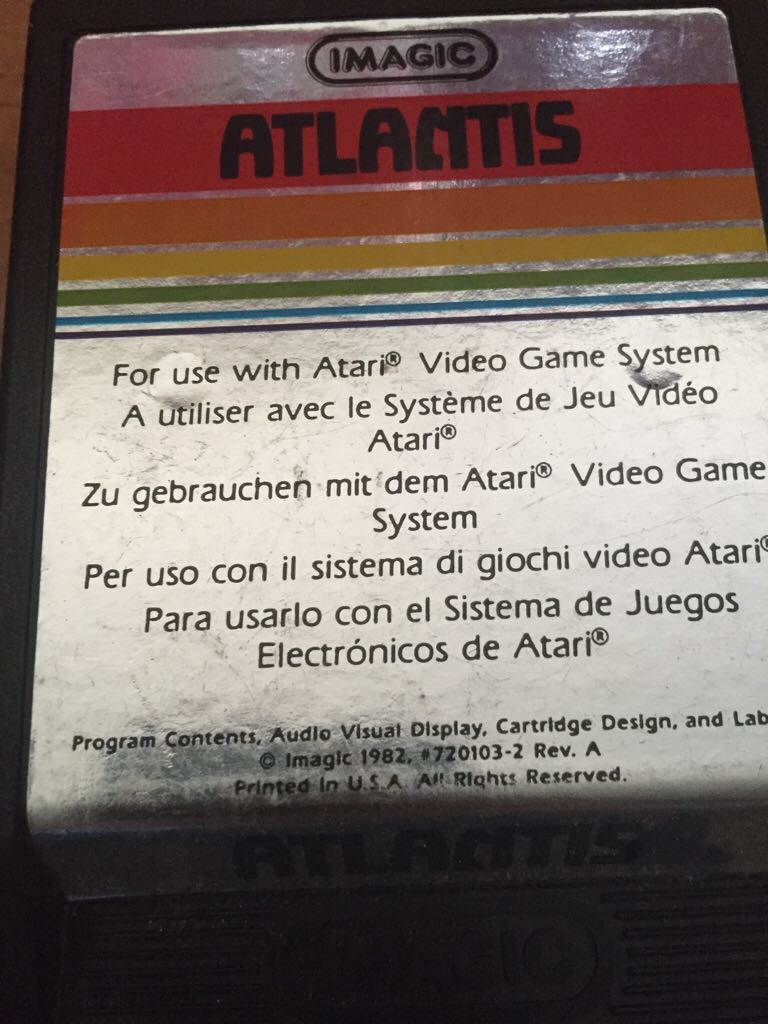 IMAGIC
ATLANTIS
For use with Atari® Video Game System
A utiliser avec le Système de Jeu Vidéo
Atari®
Zu gebrauchen mit dem Atari® Video Game
System
Per uso con il sistema di giochi video Atari®
Para usarlo con el Sistema de Juegos
Electrónicos de Atari®
Program Contents, Audio Visual Display, Cartridge Design, and Lab
© Imagic 1982, #720103-2 Rev. A
Printed in U.S.A. All Rights Reserved.
ATLANTIS